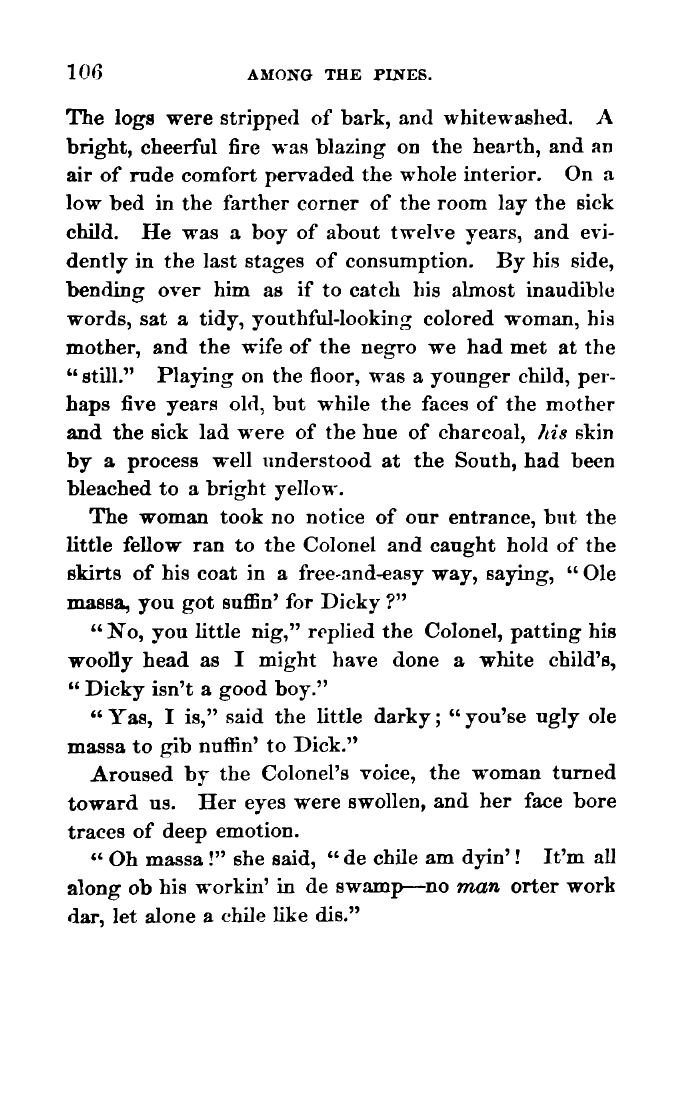 106 AMONG THE PINES.
The logs were stripped of bark, and whitewashed. A
bright, cheerful fire was blazing on the hearth, and an
air of rude comfort pervaded the whole interior. On a
low bed in the farther corner of the room lay the sick
child. He was a boy of about twelve years, and evi-
dently in the last stages of consumption. By his side,
bending over him as if to catch his almost inaudible
words, sat a tidy, youthful-looking colored woman, his
mother, and the wife of the negro we had met at the
“still.” Playing on the floor, was a younger child, per-
haps five years old, but while the faces of the mother
and the sick lad were of the hue of charcoal, his skin
by a process well understood at the South, had been
bleached to a bright yellow.
The woman took no notice of our entrance, but the
little fellow ran to the Colonel and caught hold of the
skirts of his coat in a free-and-easy way, saying, “Ole
massa, you got suffin’ for Dicky?”
“No, you little nig,” replied the Colonel, patting his
woolly head as I might have done a white child’s,
“Dicky isn’t a good boy.”
“Yas, I is,” said the little darky; “you’se ugly ole
massa to gib nuffin’ to Dick.”
Aroused by the Colonel’s voice, the woman turned
toward us. Her eyes were swollen, and her face bore
traces of deep emotion.
“Oh massa!” she said, “de chile am dyin’! It’m all
along ob his workin’ in de swamp—no man orter work
dar, let alone a chile like dis.”